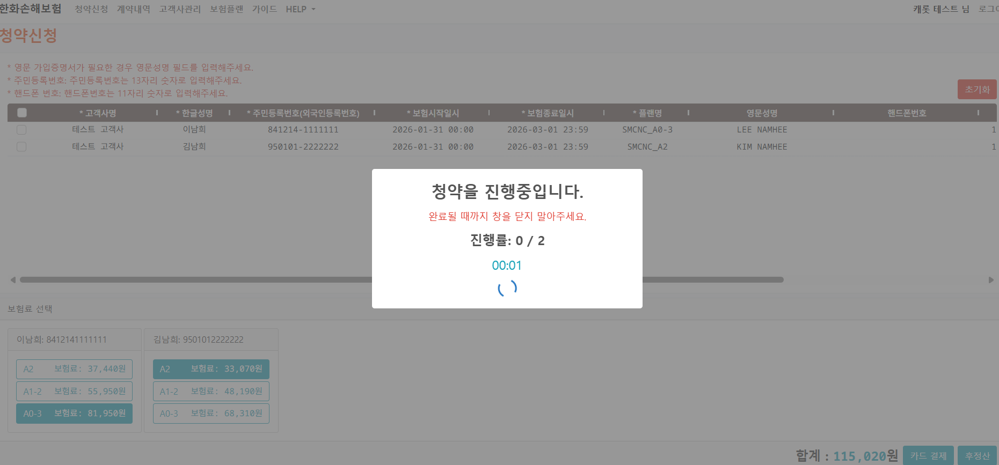 한화손해보험 청약신청 계약내역 고객사관리 보험플랜 가이드 HELP 캐롯 테스트 님
청약신청
* 영문 가입증명서가 필요한 경우 영문성명 필드를 입력해주세요.
* 주민등록번호: 주민등록번호는 13자리 숫자로 입력해주세요.
* 핸드폰 번호: 핸드폰번호는 11자리 숫자로 입력해주세요.
초기화
* 고객사명 * 한글성명 * 주민등록번호(외국인등록번호) * 보험시작일시 * 보험종료일시 * 플랜명 영문성명 핸드폰번호
테스트 고객사 이남희 841214-1111111 2026-01-31 00:00 2026-03-01 23:59 SMCNC_A0-3 LEE NAMHEE 1
테스트 고객사 김남희 950101-2222222 2026-01-31 00:00 2026-03-01 23:59 SMCNC_A2 KIM NAMHEE 1
청약을 진행중입니다.
완료될 때까지 창을 닫지 말아주세요.
진행률: 0 / 2
00:01
보험료 선택
이남희: 8412141111111
A2 보험료: 37,440원
A1-2 보험료: 55,950원
A0-3 보험료: 81,950원
김남희: 9501012222222
A2 보험료: 33,070원
A1-2 보험료: 48,190원
A0-3 보험료: 68,310원
합계 : 115,020원 카드 결제 후정산